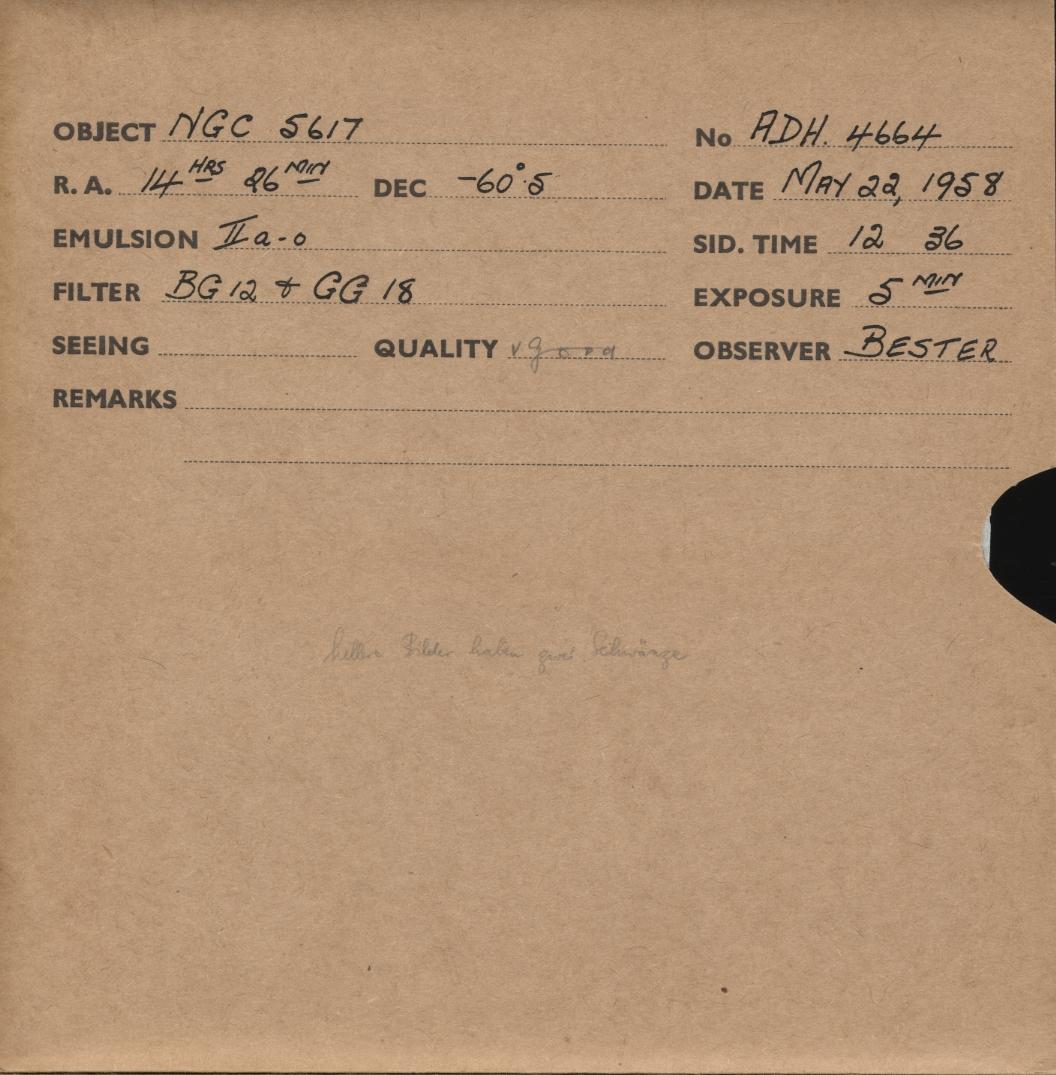 OBJECT NGC 5617 No ADH. 4664
R. A. 14 HRS 26 MIN DEC -60°.5 DATE MAY 22, 1958
EMULSION IIa-o SID. TIME 12 36
FILTER BG 12 + GG 18 EXPOSURE 5 MIN
SEEING QUALITY v good OBSERVER BESTER
REMARKS
hellere Bilder haben zwei Schwänze